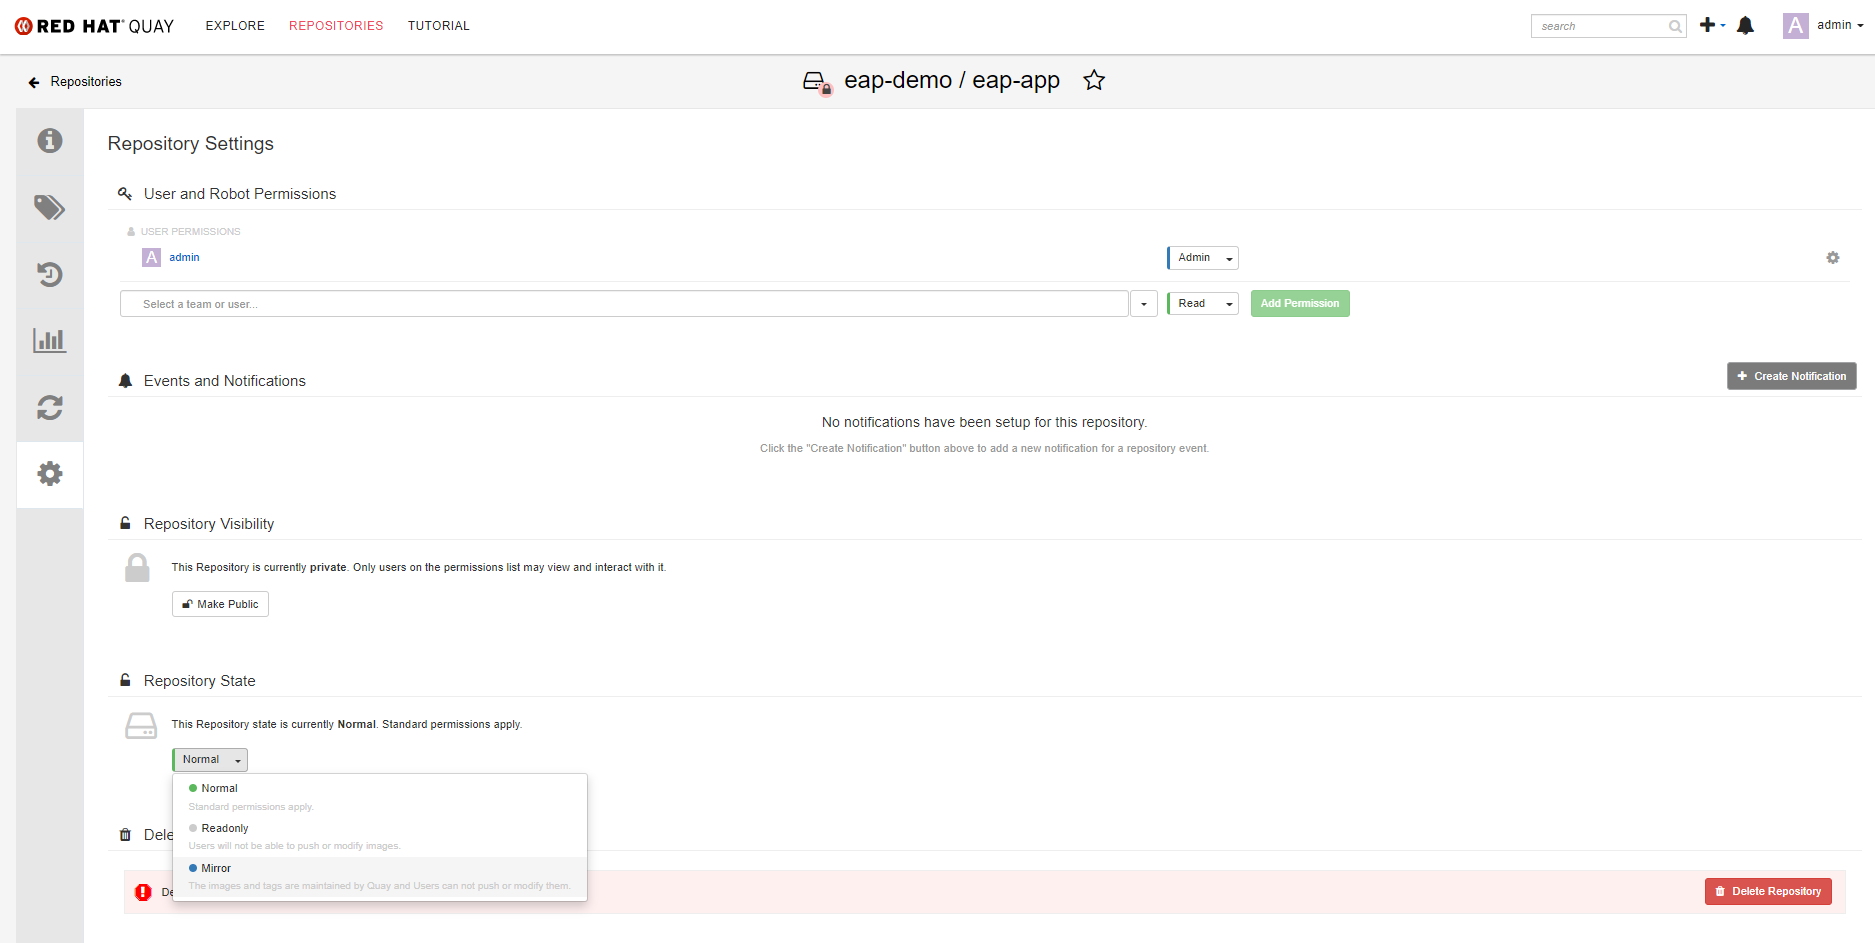 RED HAT QUAY EXPLORE REPOSITORIES TUTORIAL search A admin
Repositories eap-demo / eap-app
Repository Settings
User and Robot Permissions
USER PERMISSIONS
A admin Admin
Select a team or user... Read Add Permission
Events and Notifications Create Notification
No notifications have been setup for this repository.
Click the "Create Notification" button above to add a new notification for a repository event.
Repository Visibility
This Repository is currently private. Only users on the permissions list may view and interact with it.
Make Public
Repository State
This Repository state is currently Normal. Standard permissions apply.
Normal
Normal
Standard permissions apply.
Readonly
Dele
Users will not be able to push or modify images.
Mirror
The images and tags are maintained by Quay and Users can not push or modify them.
De Delete Repository